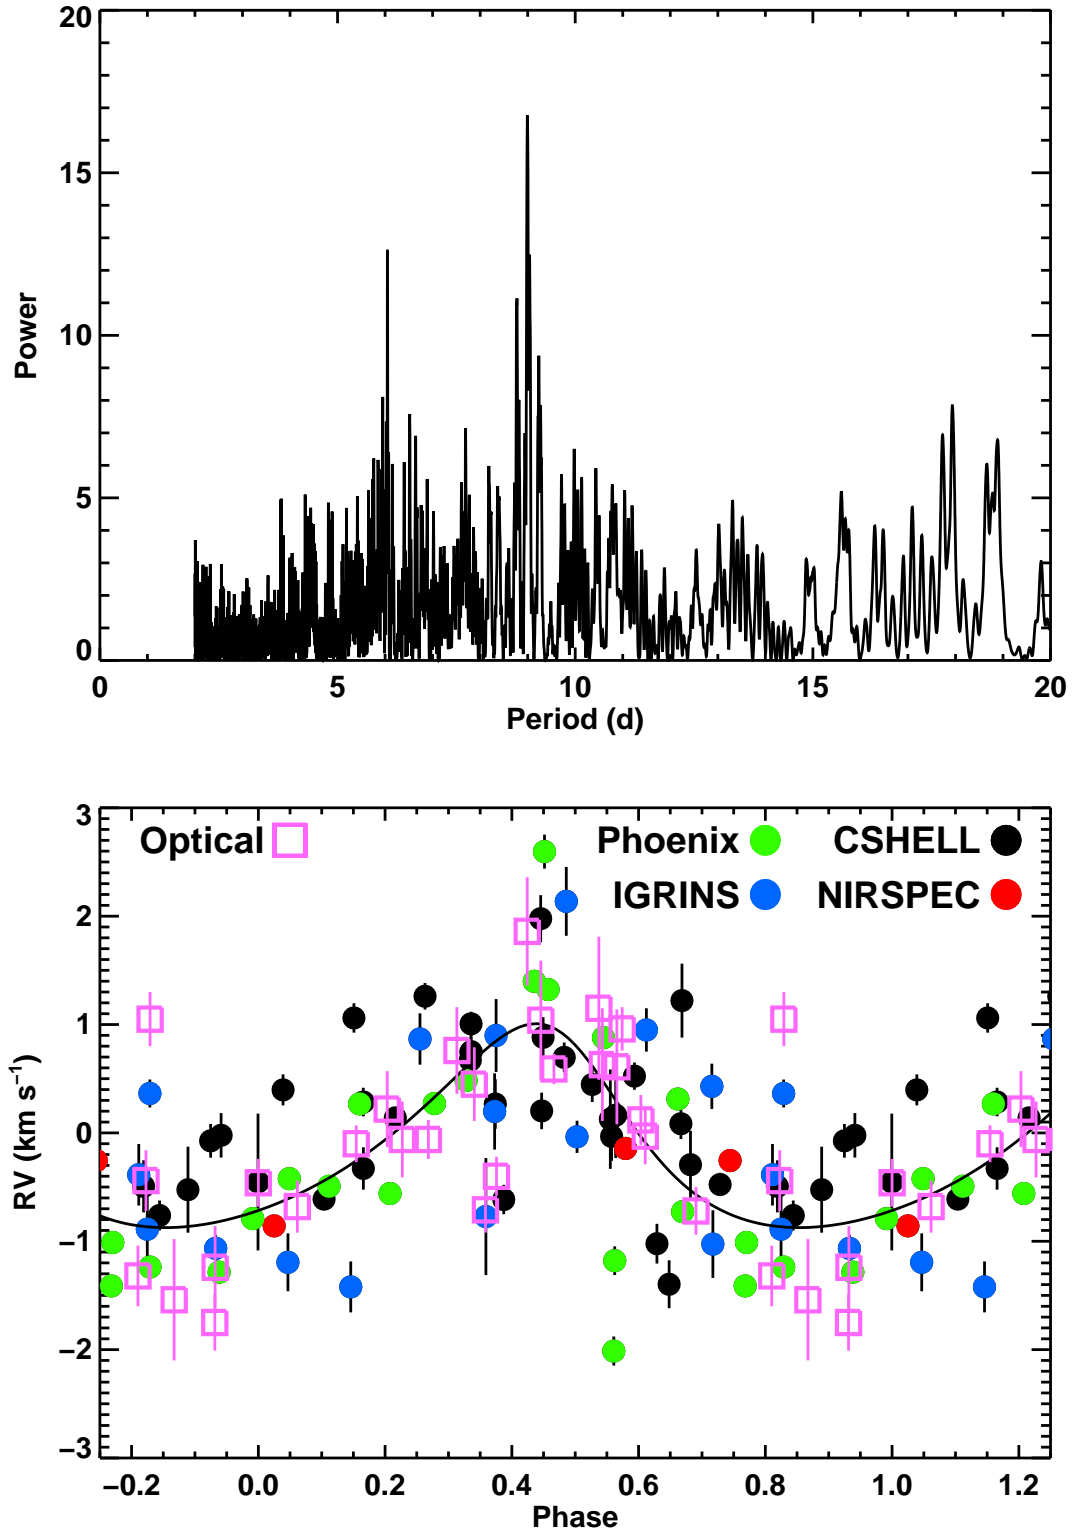 20
15
10
5
0
Power
0 5 10 15 20
Period (d)
3
2
1
0
−1
−2
−3
RV (km s⁻¹)
Optical Phoenix CSHELL
IGRINS NIRSPEC
−0.2 0.0 0.2 0.4 0.6 0.8 1.0 1.2
Phase